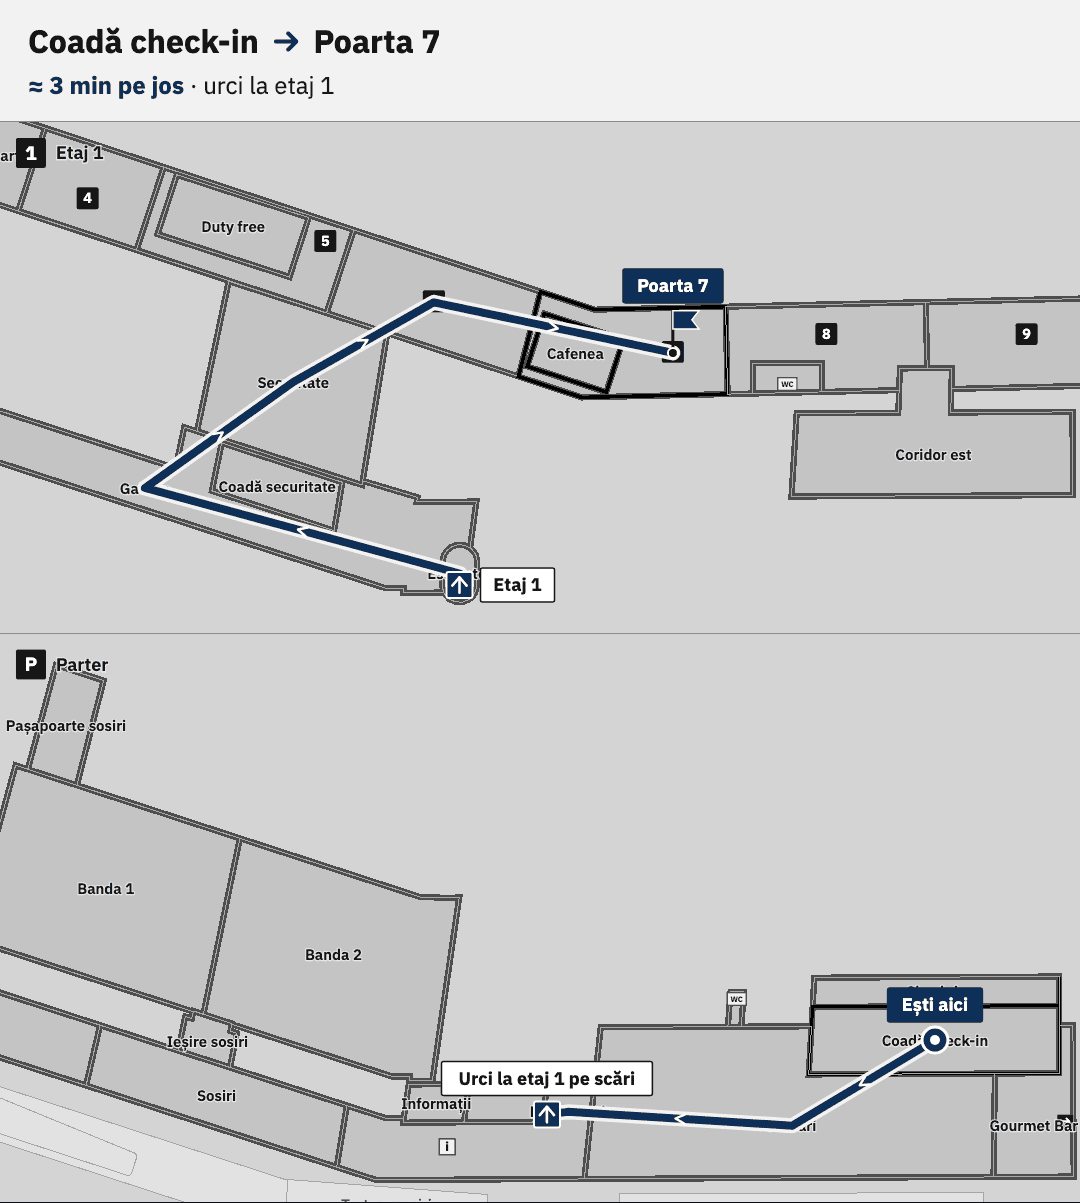 Coadă check-in → Poarta 7
≈ 3 min pe jos · urci la etaj 1
1 Etaj 1
4
Duty free
5
Poarta 7
8
9
Cafenea
WC
Coridor est
Coadă securitate
Etaj 1
P Parter
Pașapoarte sosiri
Banda 1
Banda 2
WC
Ești aici
Ieșire sosiri
Urci la etaj 1 pe scări
Sosiri
Informații
Gourmet Bar
i